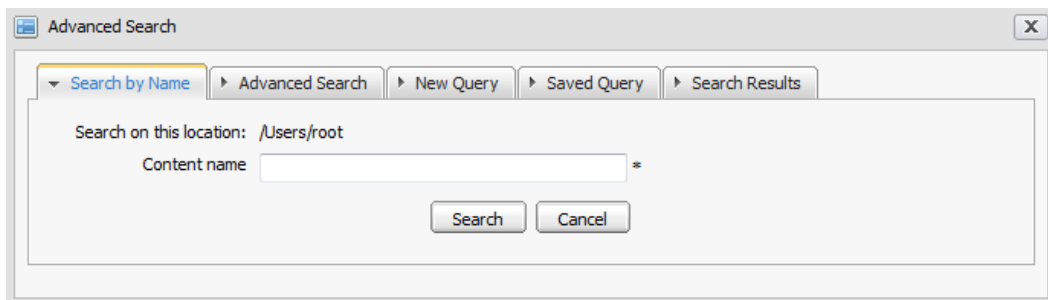 Advanced Search
X
Search by Name Advanced Search New Query Saved Query Search Results
Search on this location: /Users/root
Content name *
Search Cancel